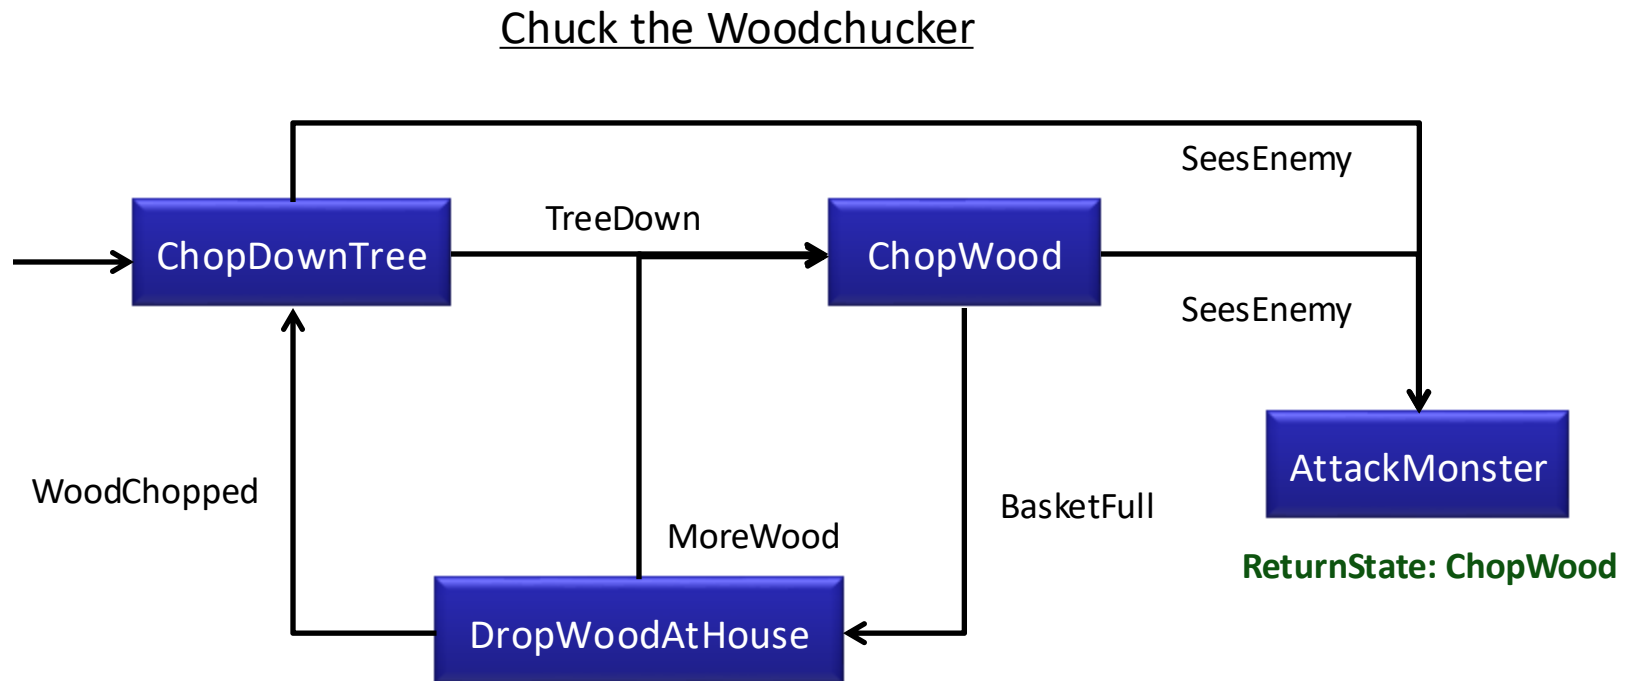 Chuck the Woodchucker
SeesEnemy
TreeDown
ChopDownTree
ChopWood
SeesEnemy
AttackMonster
WoodChopped
BasketFull
MoreWood
ReturnState: ChopWood
DropWoodAtHouse